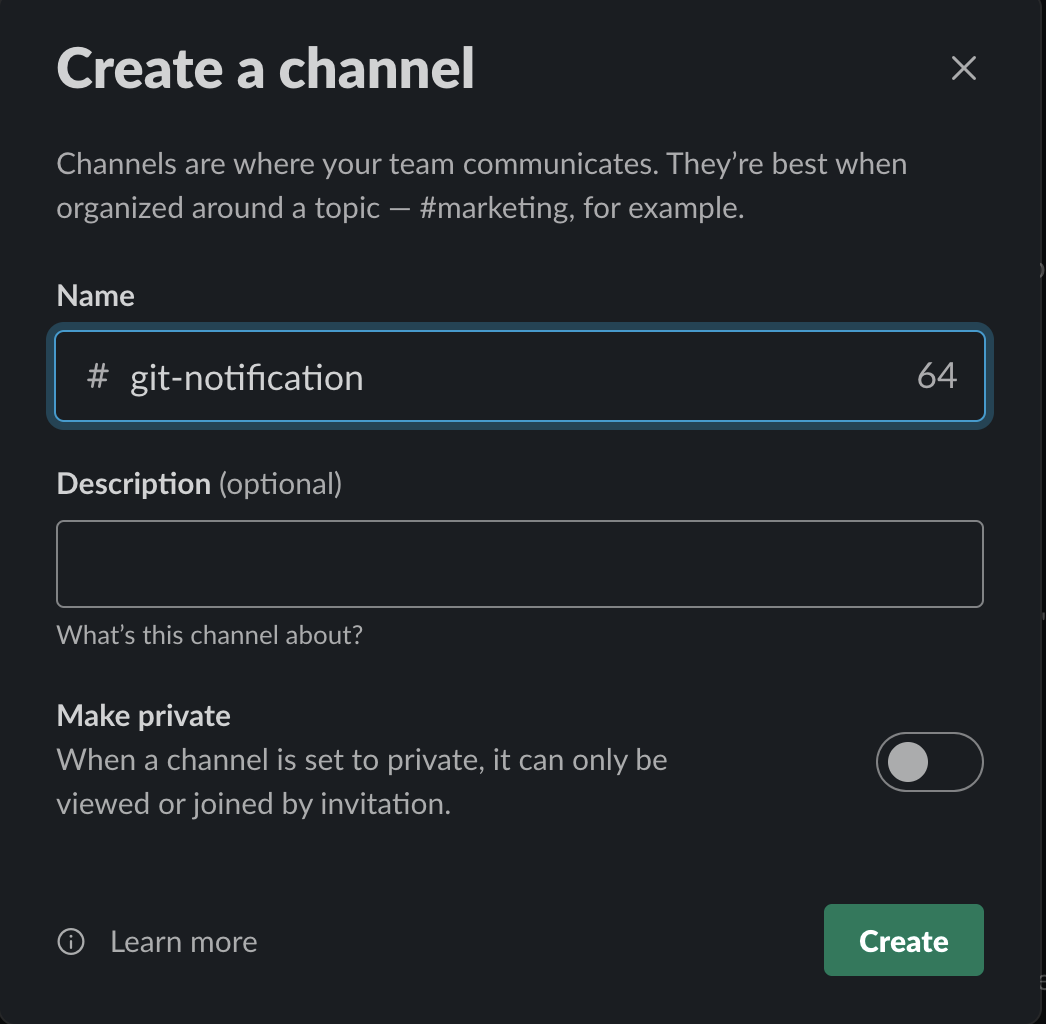 Create a channel
Channels are where your team communicates. They’re best when
organized around a topic — #marketing, for example.
Name
# git-notification 64
Description (optional)
What’s this channel about?
Make private
When a channel is set to private, it can only be
viewed or joined by invitation.
Learn more
Create